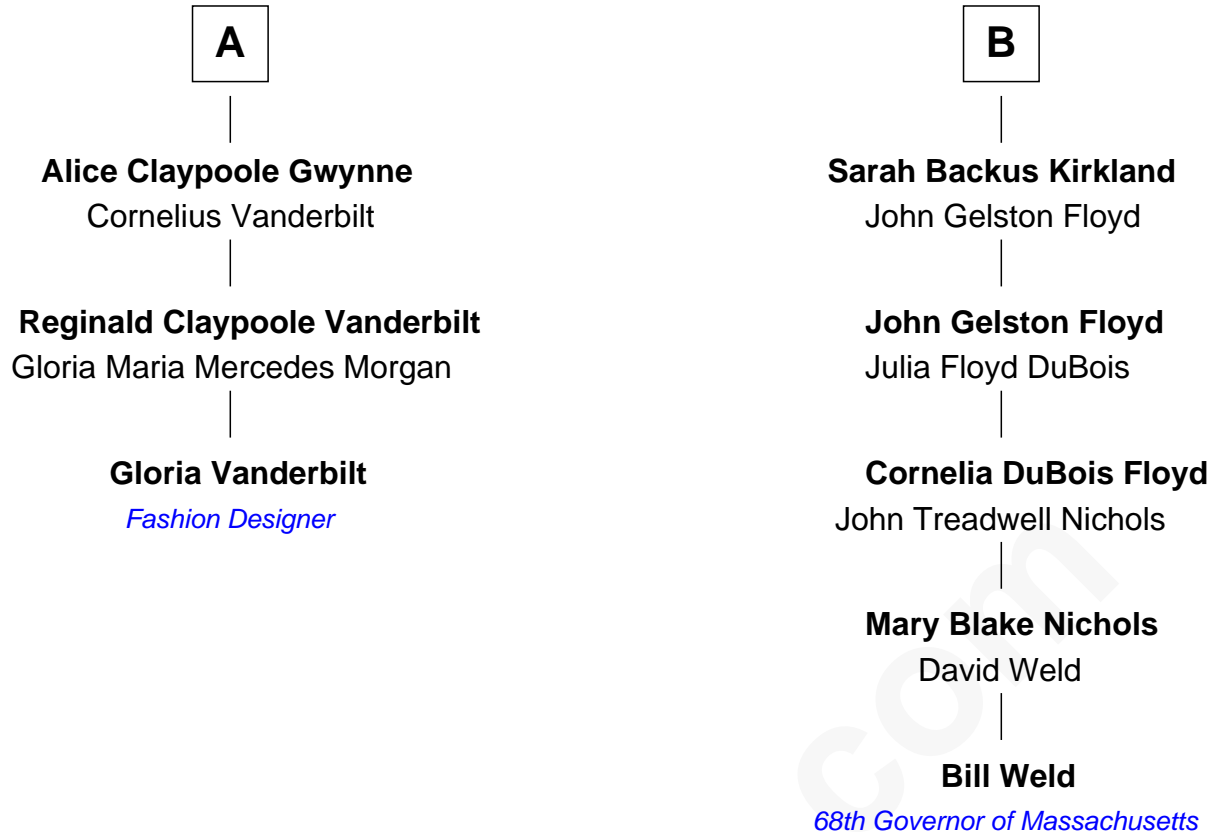 A
Alice Claypoole Gwynne
Cornelius Vanderbilt
Reginald Claypoole Vanderbilt
Gloria Maria Mercedes Morgan
Gloria Vanderbilt
Fashion Designer
B
Sarah Backus Kirkland
John Gelston Floyd
John Gelston Floyd
Julia Floyd DuBois
Cornelia DuBois Floyd
John Treadwell Nichols
Mary Blake Nichols
David Weld
Bill Weld
68th Governor of Massachusetts
com